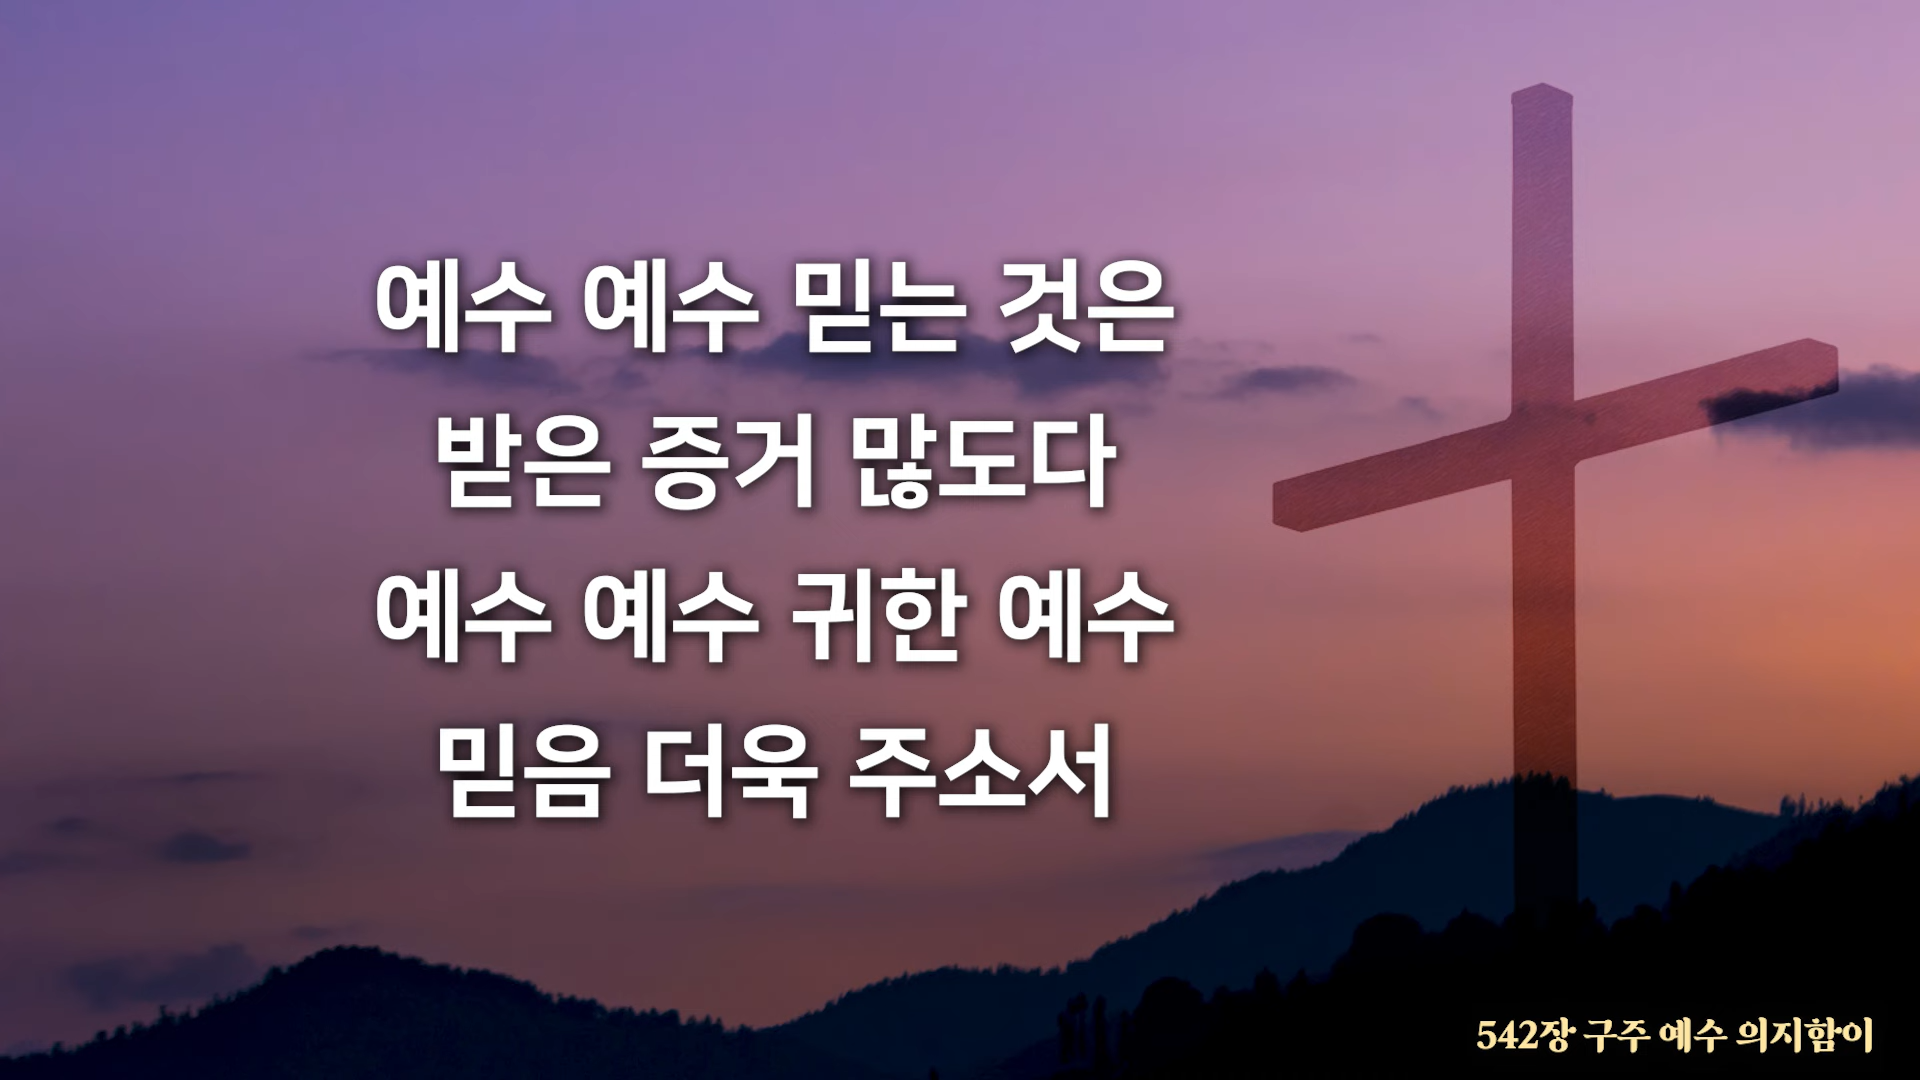 예수 예수 믿는 것은
받은 증거 많도다
예수 예수 귀한 예수
믿음 더욱 주소서
542장 구주 예수 의지함이